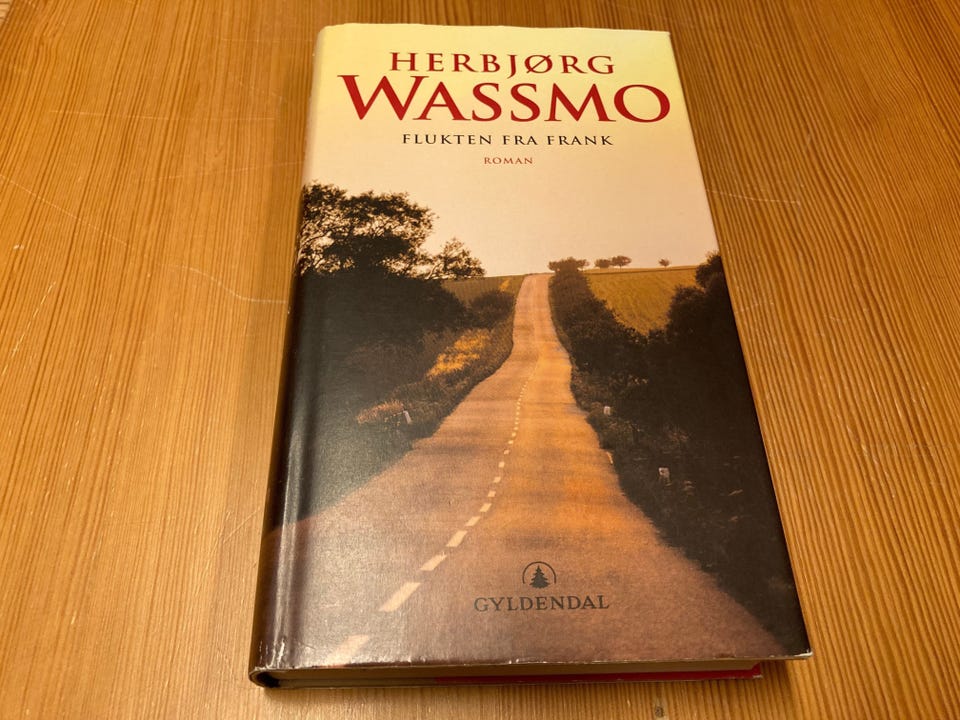 HERBJØRG
WASSMO
FLUKTEN FRA FRANK
ROMAN
GYLDENDAL